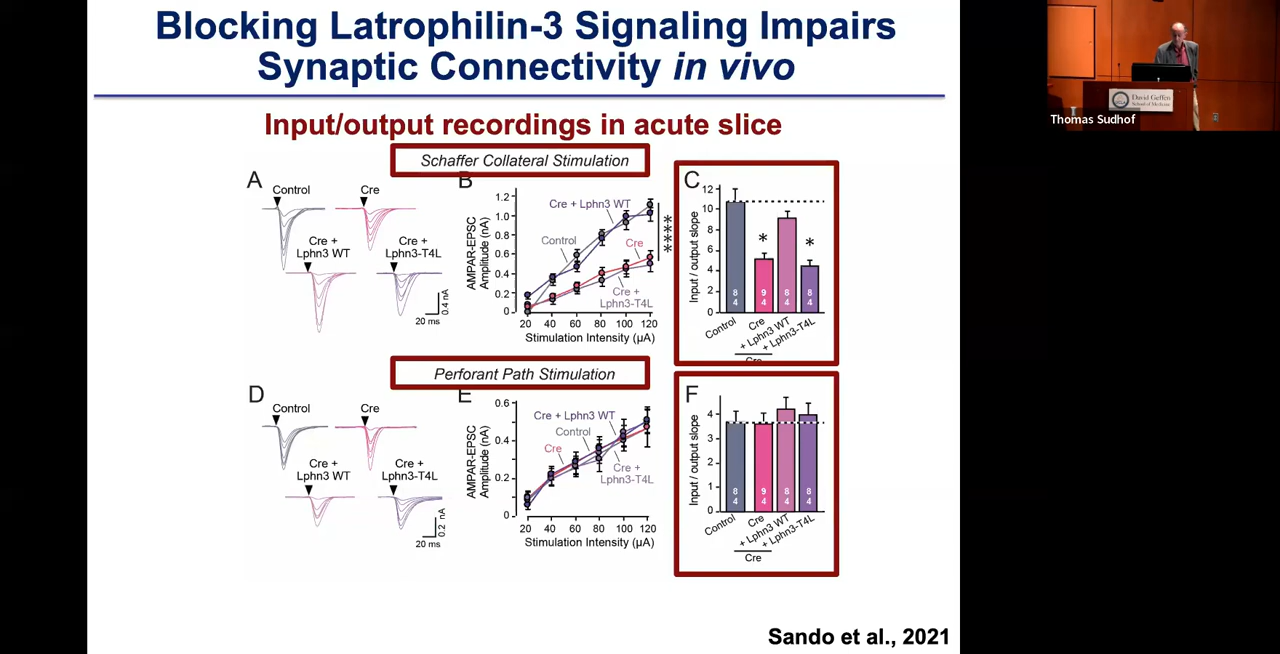 Blocking Latrophilin-3 Signaling Impairs
Synaptic Connectivity in vivo
Input/output recordings in acute slice
Schaffer Collateral Stimulation
A
Control
Cre
Cre +
Lphn3 WT
Cre +
Lphn3-T4L
0.4 nA
20 ms
B
AMPAR-EPSC
Amplitude (nA)
1.2
1.0
0.8
0.6
0.4
0.2
0
Cre + Lphn3 WT
Control
Cre
Cre +
Lphn3-T4L
****
20 40 60 80 100 120
Stimulation Intensity (µA)
C
Input / output slope
12
10
8
6
4
2
0
* *
8 9 8 8
4 4 4 4
Control
Cre
+ Lphn3 WT
+ Lphn3-T4L
Cre
Perforant Path Stimulation
D
Control
Cre
Cre +
Lphn3 WT
Cre +
Lphn3-T4L
0.2 nA
20 ms
E
AMPAR-EPSC
Amplitude (nA)
0.6
0.4
0.2
0
Cre + Lphn3 WT
Control
Cre
Cre +
Lphn3-T4L
20 40 60 80 100 120
Stimulation Intensity (µA)
F
Input / output slope
4
3
2
1
0
8 9 8 8
4 4 4 4
Control
Cre
+ Lphn3 WT
+ Lphn3-T4L
Cre
Sando et al., 2021
David Geffen
School of Medicine
Thomas Sudhof